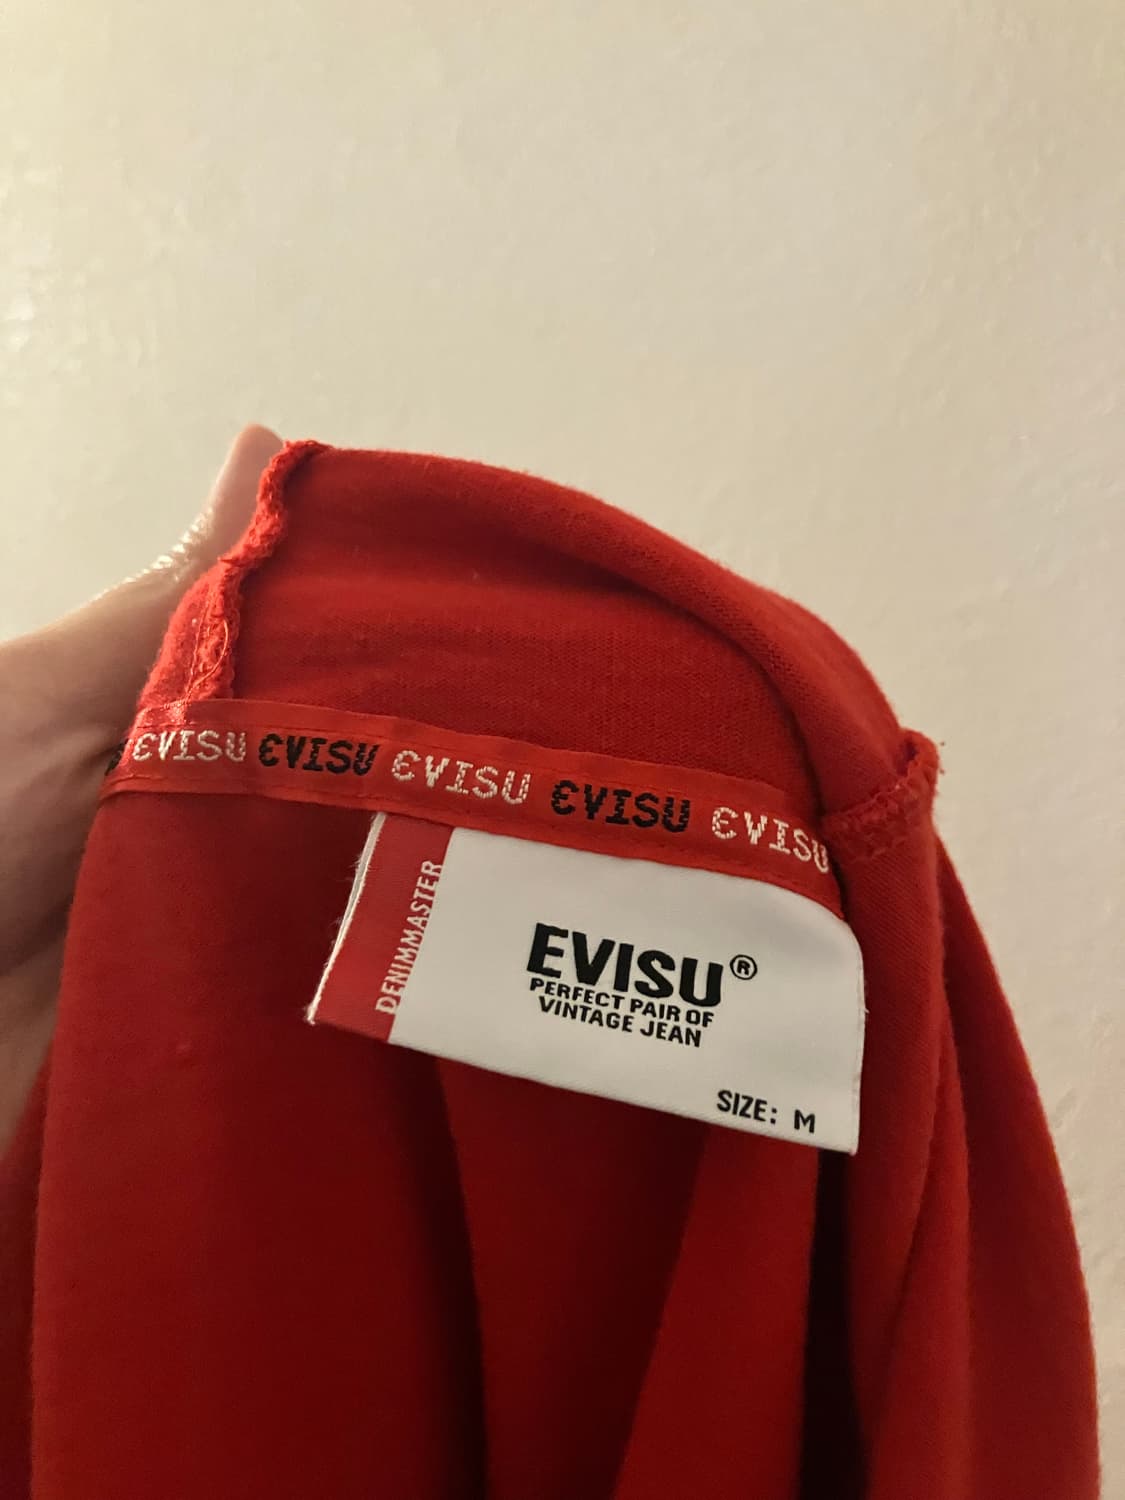 EVISU EVISU EVISU EVISU EVISU
DENIMMASTER
EVISU®
PERFECT PAIR OF
VINTAGE JEAN
SIZE: M